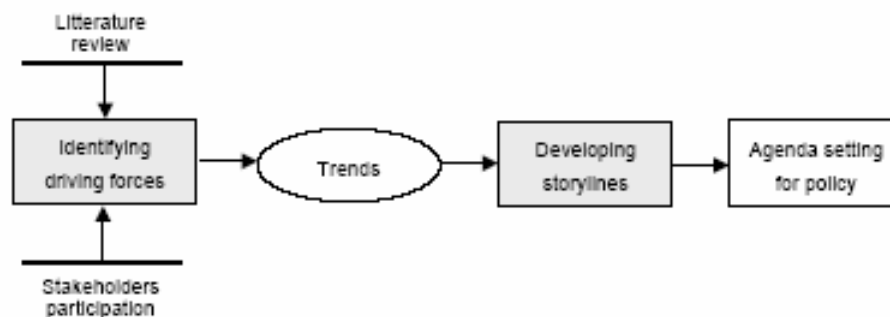 Litterature
review
Identifying
driving forces
Trends
Developing
storylines
Agenda setting
for policy
Stakeholders
participation